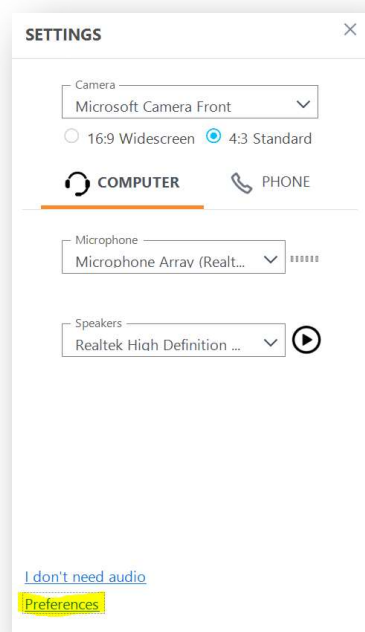 SETTINGS
Camera
Microsoft Camera Front
16:9 Widescreen 4:3 Standard
COMPUTER PHONE
Microphone
Microphone Array (Realt...
Speakers
Realtek High Definition ...
I don't need audio
Preferences